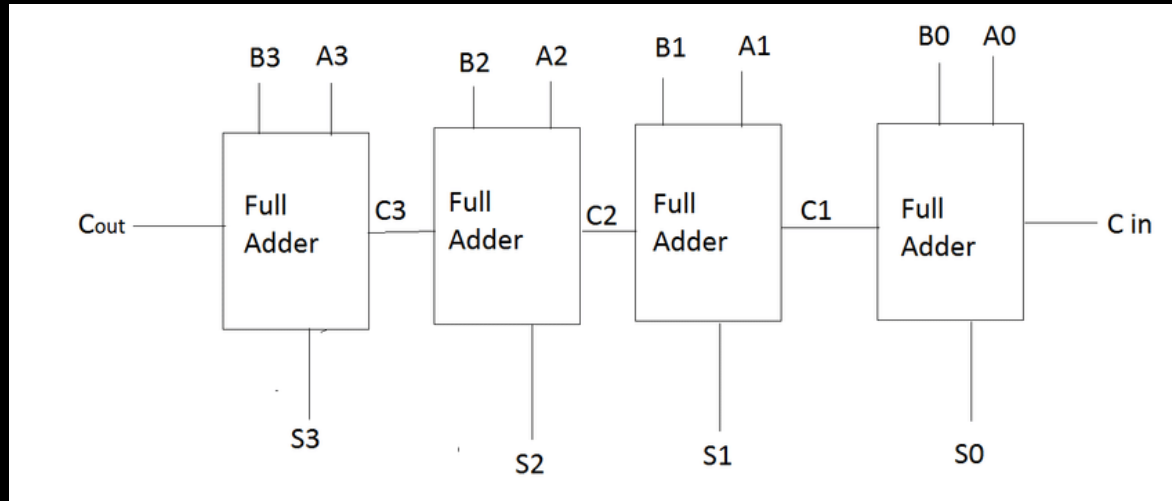 B3 A3 B2 A2 B1 A1 B0 A0
Full
Adder
Full
Adder
Full
Adder
Full
Adder
Cout C3 C2 C1 C in
S3 S2 S1 S0